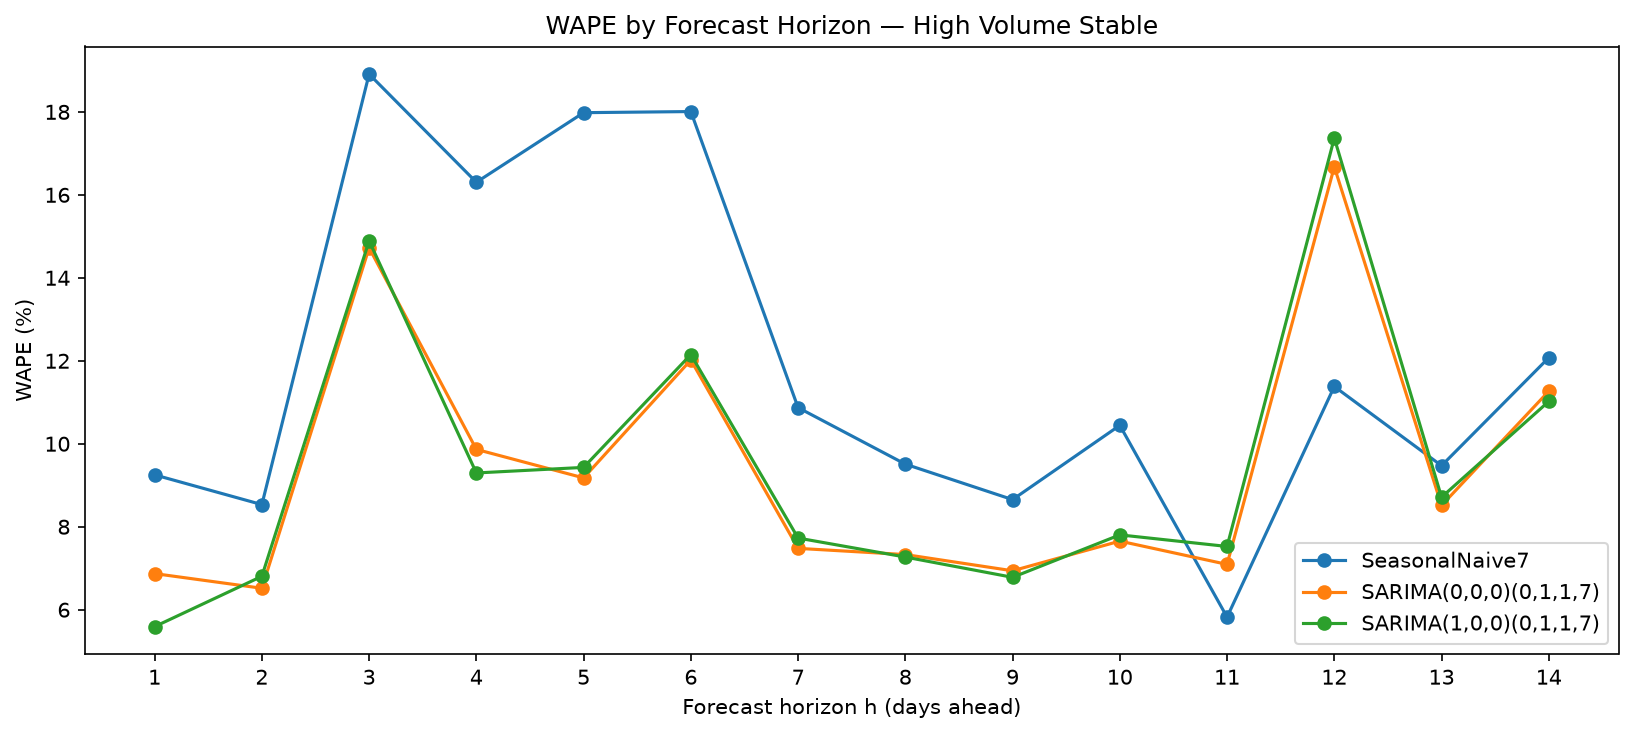 WAPE by Forecast Horizon — High Volume Stable
WAPE (%)
18
16
14
12
10
8
6
1 2 3 4 5 6 7 8 9 10 11 12 13 14
Forecast horizon h (days ahead)
SeasonalNaive7
SARIMA(0,0,0)(0,1,1,7)
SARIMA(1,0,0)(0,1,1,7)